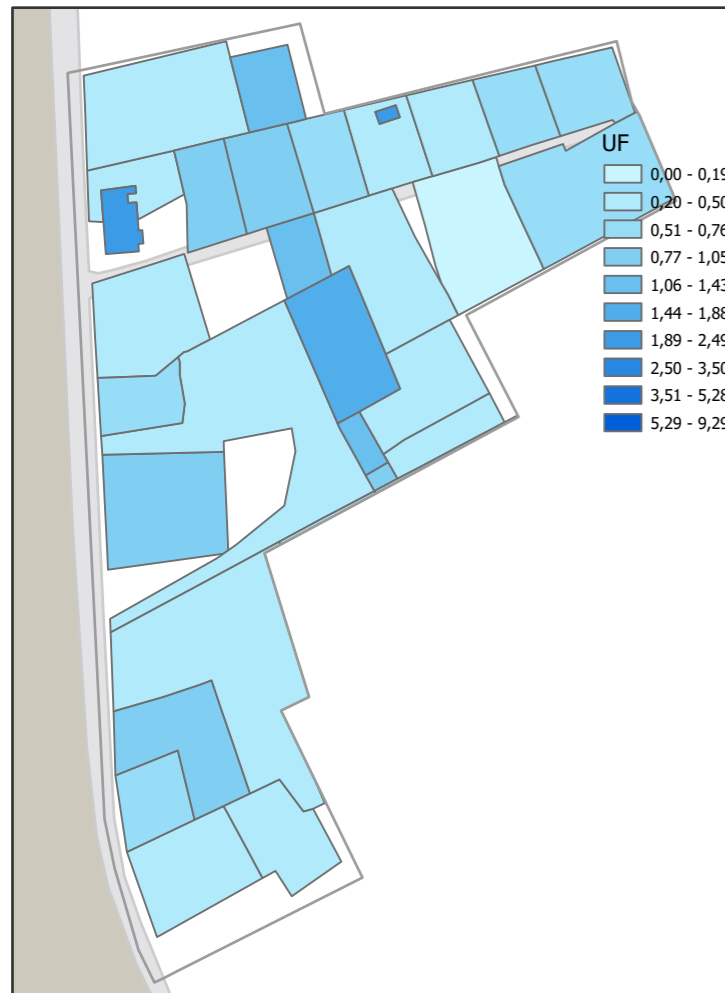 UF
0,00 - 0,19
0,20 - 0,50
0,51 - 0,76
0,77 - 1,05
1,06 - 1,43
1,44 - 1,88
1,89 - 2,49
2,50 - 3,50
3,51 - 5,28
5,29 - 9,29